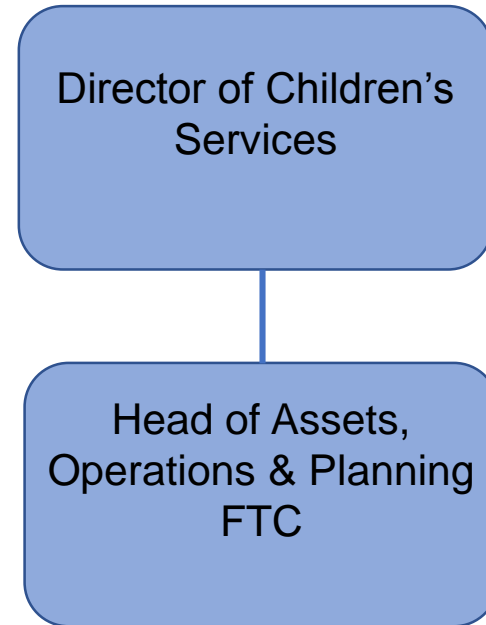 Director of Children’s
Services
Head of Assets,
Operations & Planning
FTC